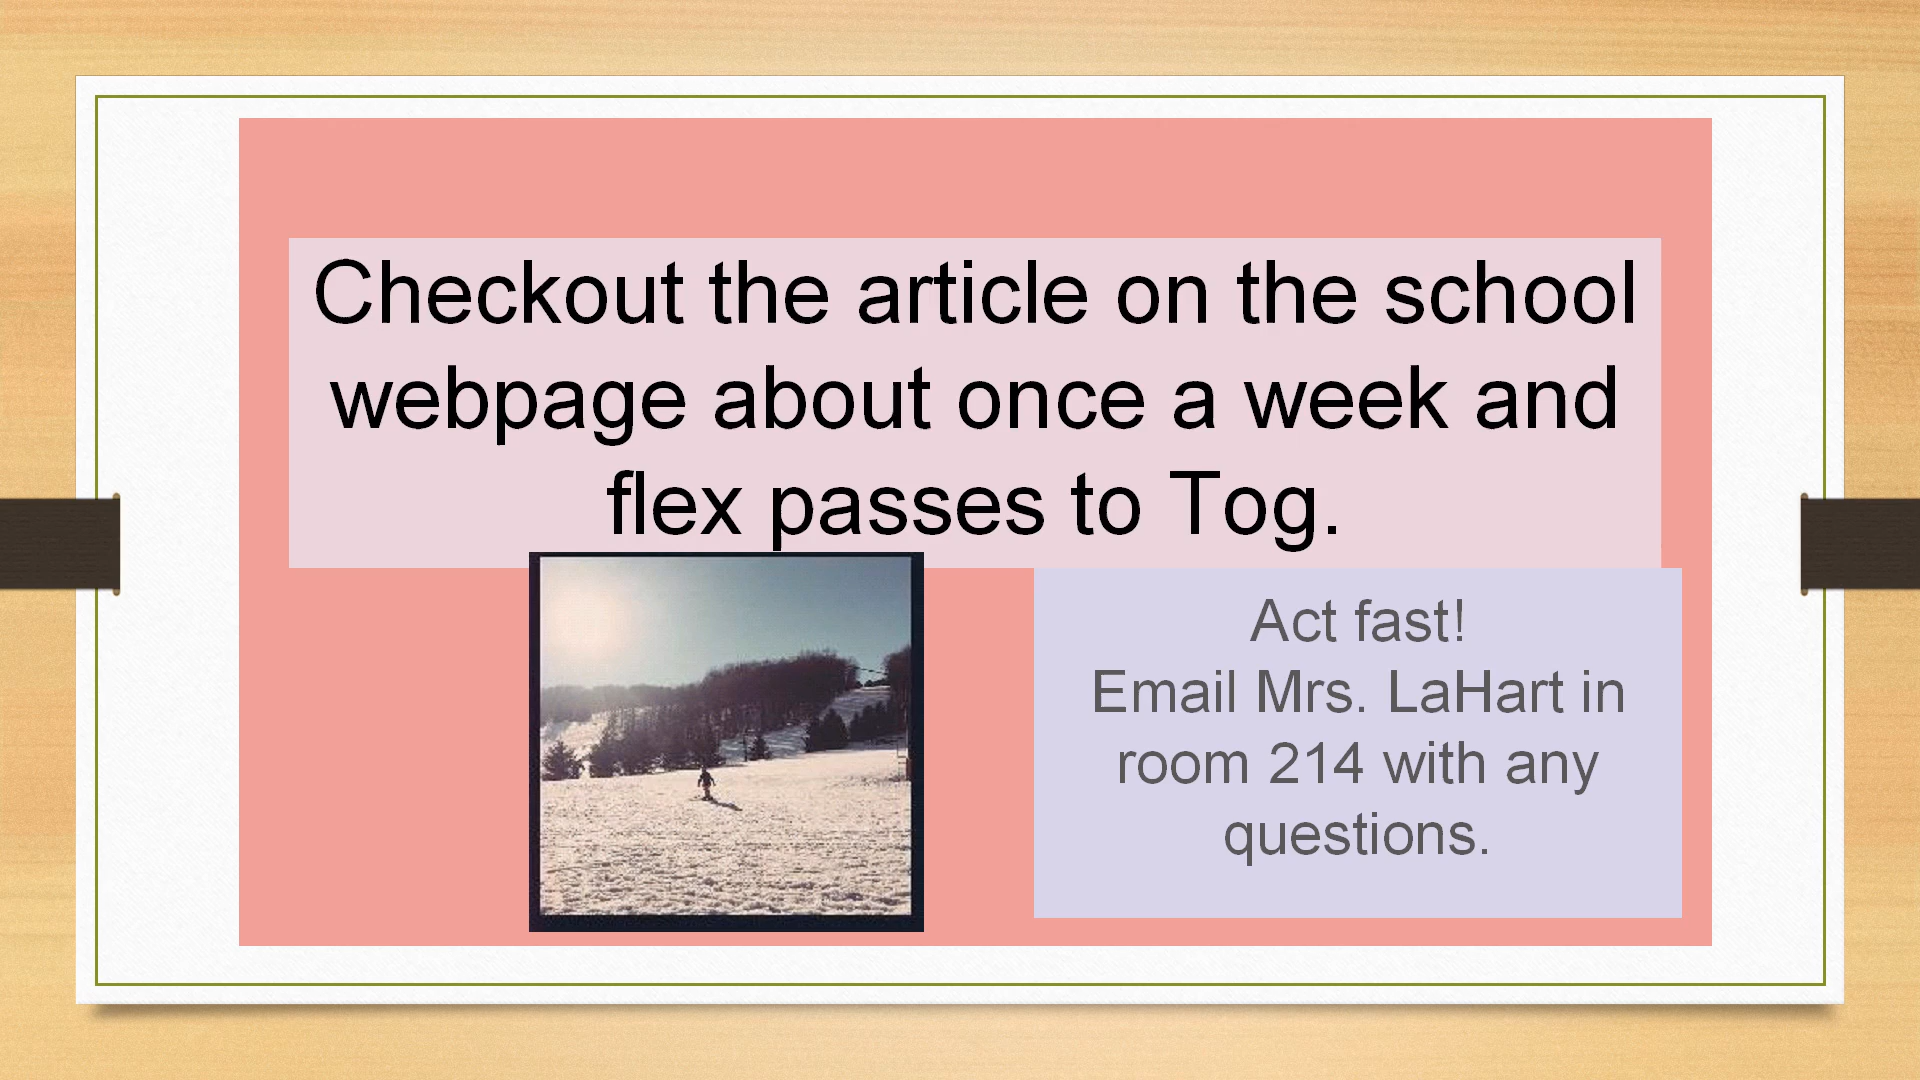 Checkout the article on the school
webpage about once a week and
flex passes to Tog.
Act fast!
Email Mrs. LaHart in
room 214 with any
questions.